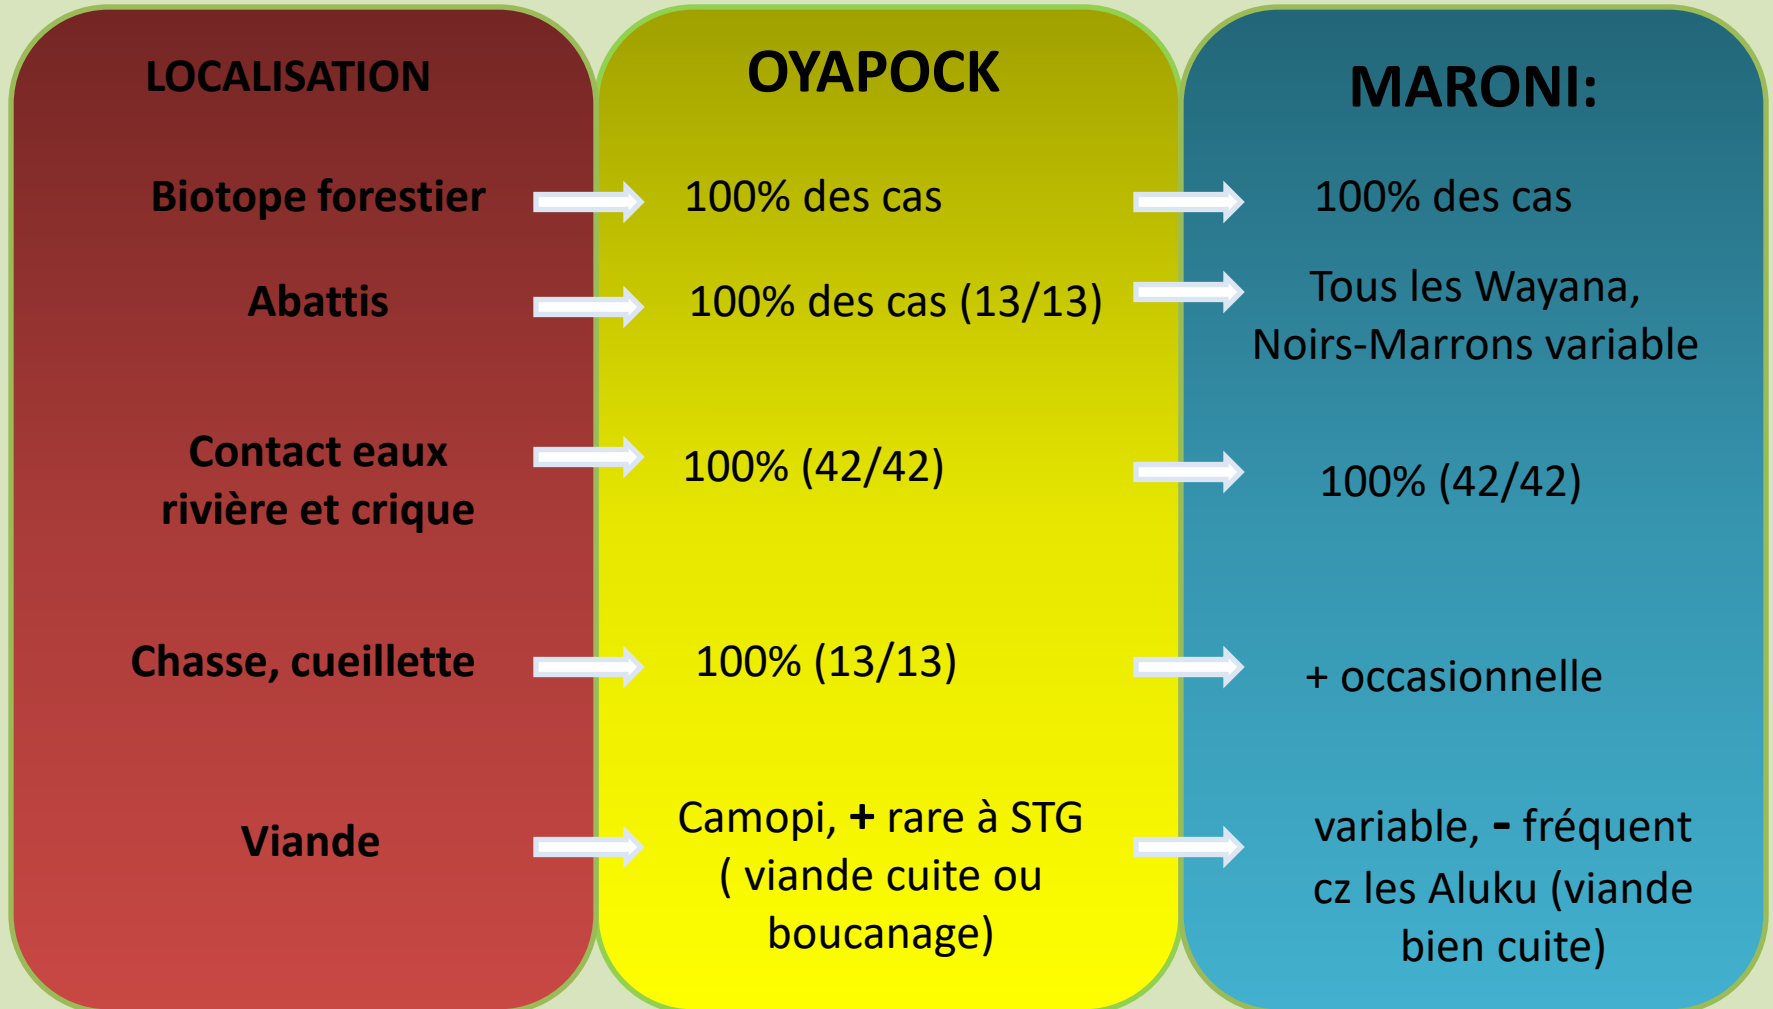 LOCALISATION
OYAPOCK
MARONI:
Biotope forestier
100% des cas
100% des cas
Abattis
100% des cas (13/13)
Tous les Wayana,
Noirs-Marrons variable
Contact eaux
rivière et crique
100% (42/42)
100% (42/42)
Chasse, cueillette
100% (13/13)
+ occasionnelle
Viande
Camopi, + rare à STG
( viande cuite ou
boucanage)
variable, - fréquent
cz les Aluku (viande
bien cuite)